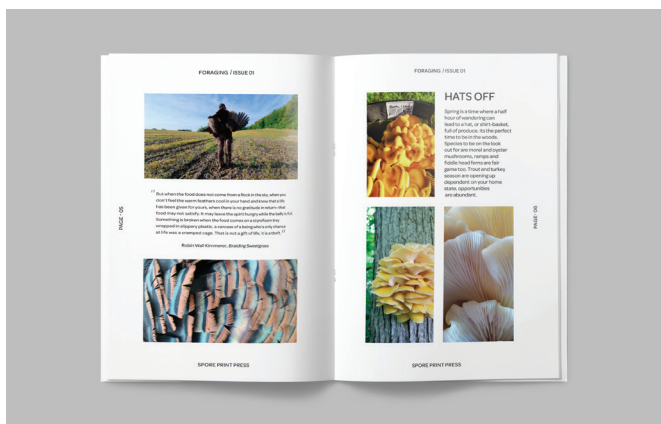 FORAGING / ISSUE 01
" But when the food does not come from a flock in the sky, when you
don't feel the warm feathers cool in your hand and know that a life
has been given for yours, when there is no gratitude in return-that
food may not satisfy. It may leave the spirit hungry while the belly is full.
Something is broken when the food comes on a styrofoam tray
wrapped in slippery plastic, a carcass of a being who's only chance
at life was a cramped cage. That is not a gift of life; it is a theft. "
Robin Wall Kimmerer, Braiding Sweetgrass
PAGE - 05
SPORE PRINT PRESS
FORAGING / ISSUE 01
HATS OFF
Spring is a time where a half
hour of wandering can
lead to a hat, or shirt-basket,
full of produce. Its the perfect
time to be in the woods.
Species to be on the look
out for are morel and oyster
mushrooms, ramps and
fiddle head ferns are fair
game too. Trout and turkey
season are opening up
dependent on your home
state, opportunities
are abundant.
PAGE - 06
SPORE PRINT PRESS